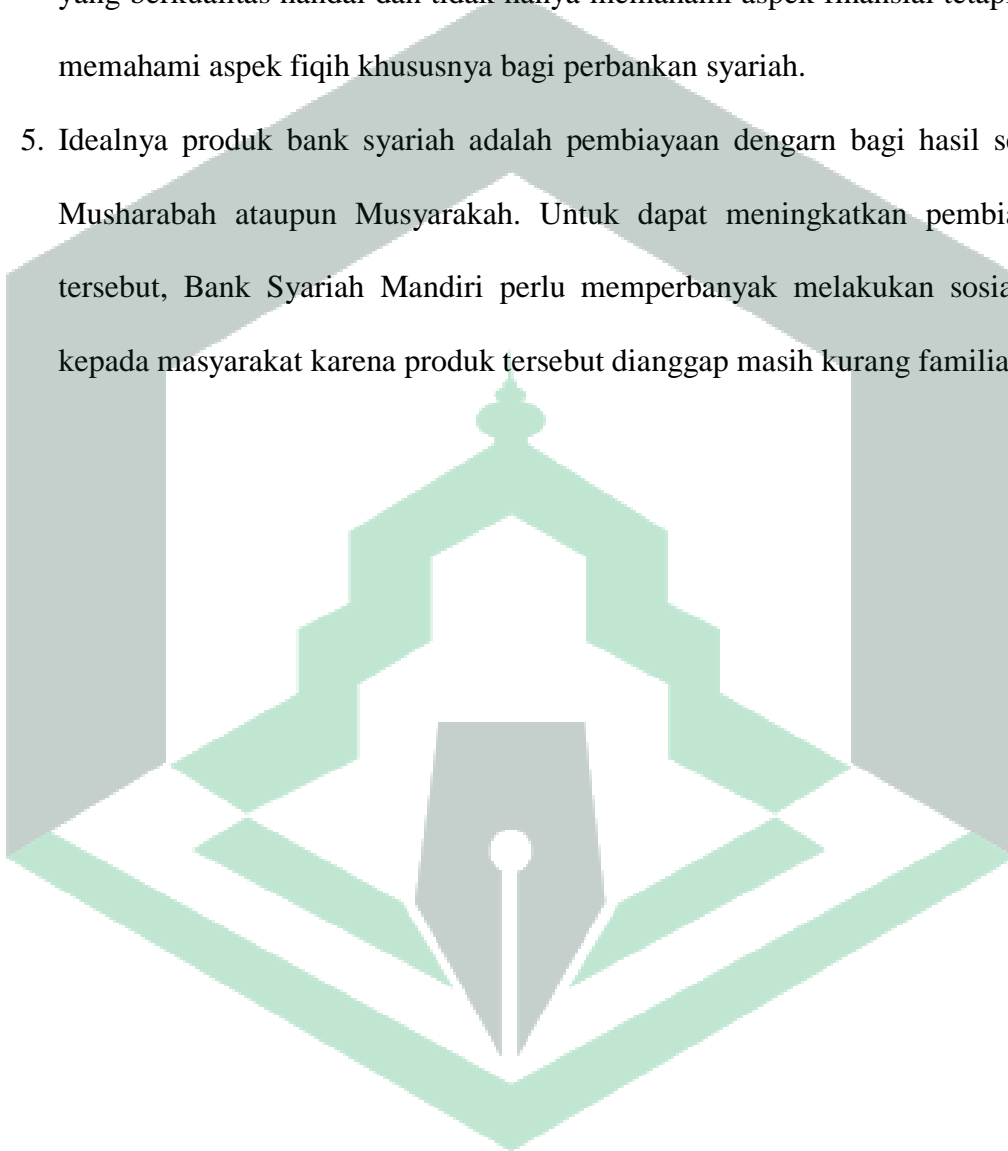 yang berkualitas handal dan tidak hanya memahami aspek finansial tetapi
memahami aspek fiqih khususnya bagi perbankan syariah.
5. Idealnya produk bank syariah adalah pembiayaan dengarn bagi hasil
Musharabah ataupun Musyarakah. Untuk dapat meningkatkan
tersebut, Bank Syariah Mandiri perlu memperbanyak melakukan
kepada masyarakat karena produk tersebut dianggap masih kurang